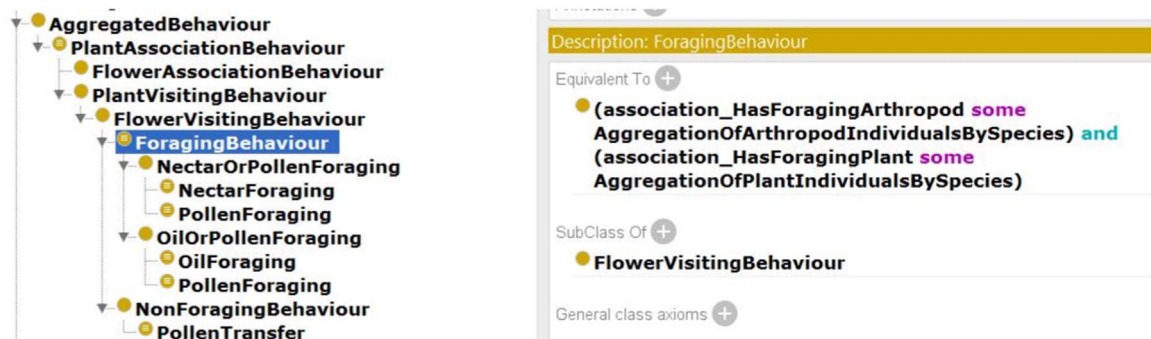 AggregatedBehaviour
PlantAssociationBehaviour
FlowerAssociationBehaviour
PlantVisitingBehaviour
FlowerVisitingBehaviour
ForagingBehaviour
NectarOrPollenForaging
NectarForaging
PollenForaging
OilOrPollenForaging
OilForaging
PollenForaging
NonForagingBehaviour
PollenTransfer
Description: ForagingBehaviour
Equivalent To
(association_HasForagingArthropod some
AggregationOfArthropodIndividualsBySpecies) and
(association_HasForagingPlant some
AggregationOfPlantIndividualsBySpecies)
SubClass Of
FlowerVisitingBehaviour
General class axioms